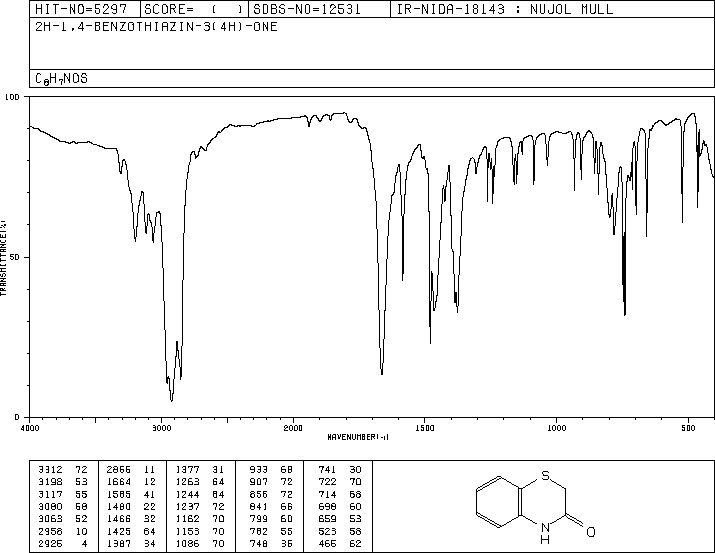 HIT-NO=5297 SCORE= ( ) SDBS-NO=12531 IR-NIDA-18143 : NUJOL MULL
2H-1,4-BENZOTHIAZIN-3(4H)-ONE
C8H7NOS
100
50
0
TRANSMITTANCE(%)
4000 3000 2000 1500 1000 500
WAVENUMBER(-1)
3312 72 2866 11 1377 31 933 68 741 30
3198 53 1664 12 1263 64 907 72 722 70
3117 55 1585 41 1244 64 856 72 714 68
3080 60 1480 22 1237 72 841 66 698 60
3063 52 1466 32 1162 70 799 60 659 53
2958 10 1425 64 1153 70 782 55 523 58
2925 4 1387 34 1086 70 748 35 466 62
S
N
H
O